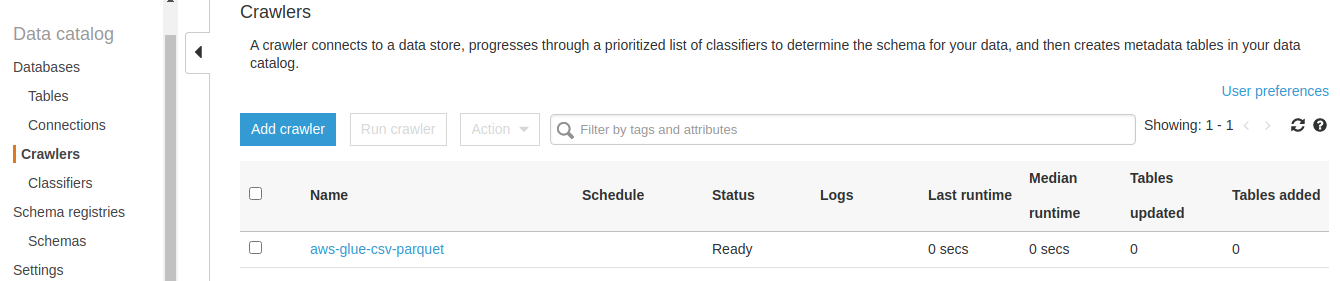 Data catalog
Databases
Tables
Connections
Crawlers
Classifiers
Schema registries
Schemas
Settings
Crawlers
A crawler connects to a data store, progresses through a prioritized list of classifiers to determine the schema for your data, and then creates metadata tables in your data
catalog.
User preferences
Add crawler Run crawler Action Filter by tags and attributes Showing: 1 - 1
Name Schedule Status Logs Last runtime Median runtime Tables updated Tables added
aws-glue-csv-parquet Ready 0 secs 0 secs 0 0